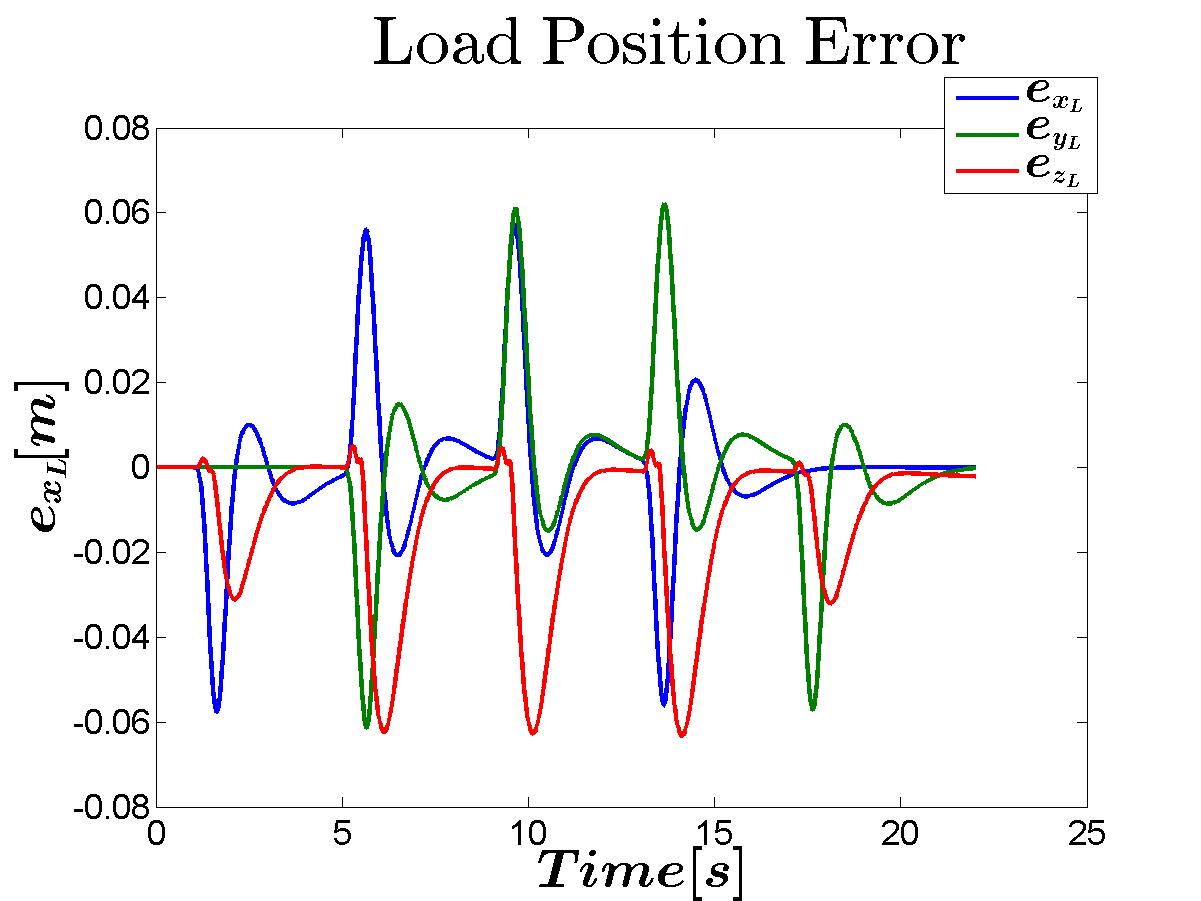 Load Position Error
e_{x_L}
e_{y_L}
e_{z_L}
0.08
0.06
0.04
0.02
0
-0.02
-0.04
-0.06
-0.08
e_{x_L}[m]
0 5 10 15 20 25
Time[s]